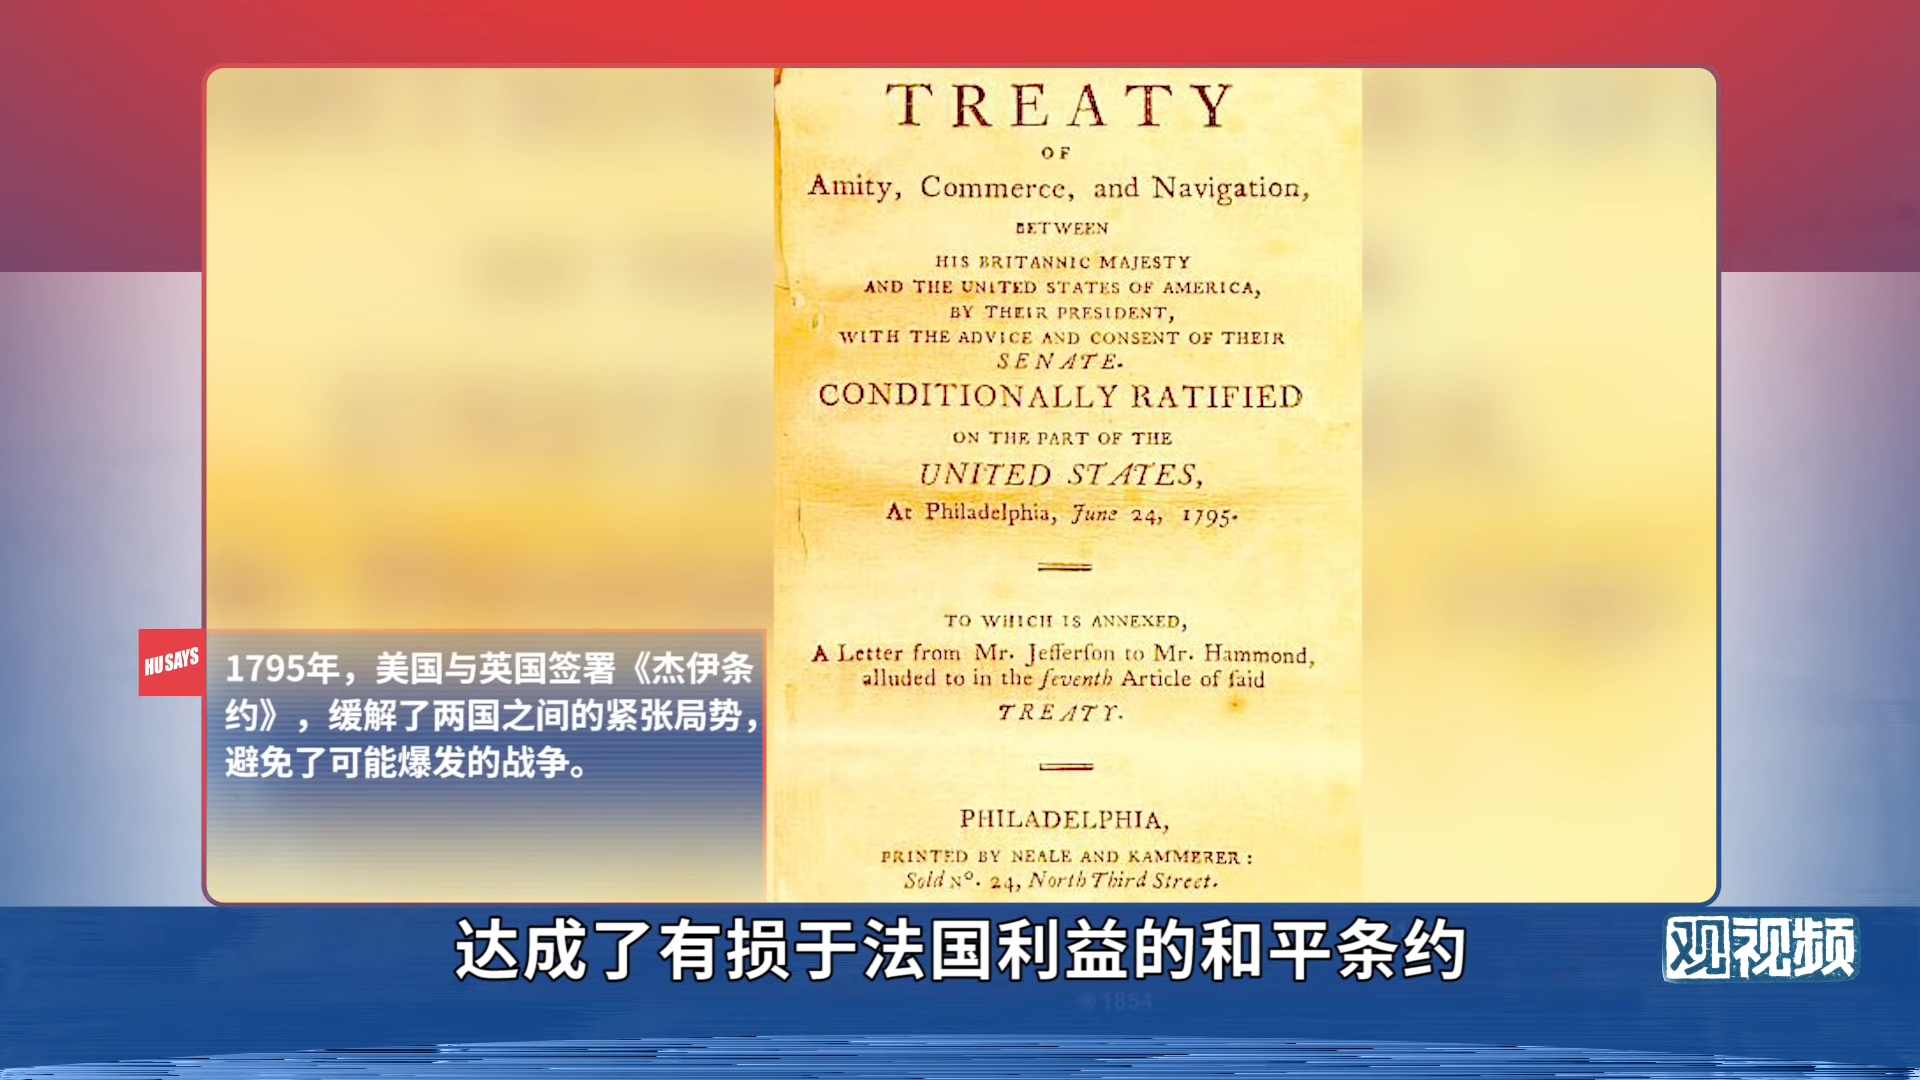 TREATY
OF
Amity, Commerce, and Navigation,
BETWEEN
HIS BRITANNIC MAJESTY
AND THE UNITED STATES OF AMERICA,
BY THEIR PRESIDENT,
WITH THE ADVICE AND CONSENT OF THEIR
SENATE.
CONDITIONALLY RATIFIED
ON THE PART OF THE
UNITED STATES,
At Philadelphia, June 24, 1795.
TO WHICH IS ANNEXED,
A Letter from Mr. Jefferſon to Mr. Hammond,
alluded to in the ſeventh Article of ſaid
TREATY.
PHILADELPHIA,
PRINTED BY NEALE AND KAMMERER:
Sold No. 24, North Third Street.
HU SAYS
1795年，美国与英国签署《杰伊条
约》，缓解了两国之间的紧张局势，
避免了可能爆发的战争。
达成了有损于法国利益的和平条约
观视频
1854